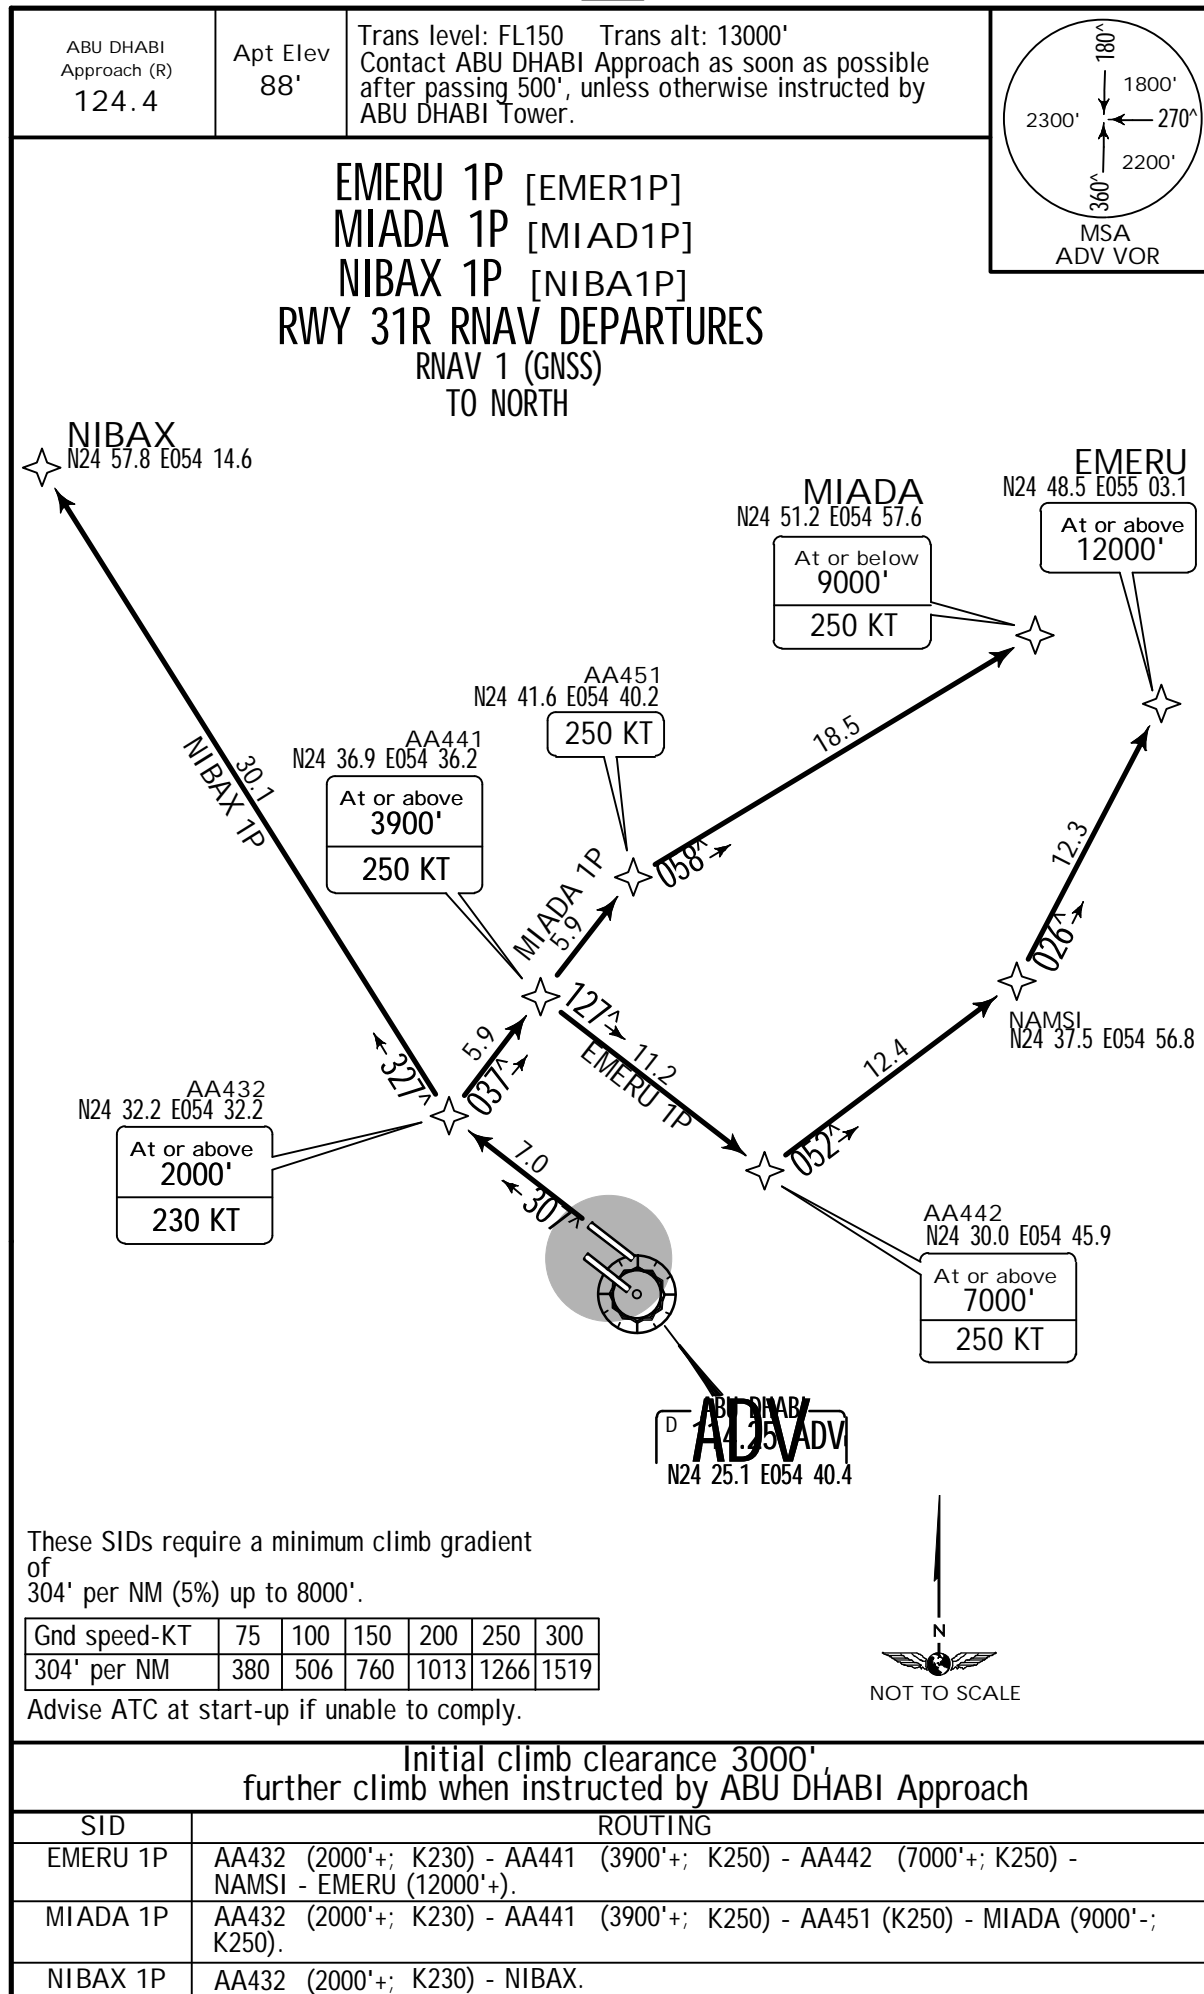 ABU DHABI
Approach (R)
124.4
Apt Elev
88'
Trans level: FL150 Trans alt: 13000'
Contact ABU DHABI Approach as soon as possible
after passing 500', unless otherwise instructed by
ABU DHABI Tower.
180^
1800'
2300'
270^
2200'
360^
MSA
ADV VOR
EMERU 1P [EMER1P]
MIADA 1P [MIAD1P]
NIBAX 1P [NIBA1P]
RWY 31R RNAV DEPARTURES
RNAV 1 (GNSS)
TO NORTH
NIBAX
N24 57.8 E054 14.6
EMERU
N24 48.5 E055 03.1
At or above
12000'
MIADA
N24 51.2 E054 57.6
At or below
9000'
250 KT
AA451
N24 41.6 E054 40.2
250 KT
AA441
N24 36.9 E054 36.2
At or above
3900'
250 KT
18.5
30.1
NIBAX 1P
12.3
058^
MIADA 1P
5.9
026^
127^
NAMSI
N24 37.5 E054 56.8
5.9
037^
11.2
EMERU 1P
12.4
327^
AA432
N24 32.2 E054 32.2
At or above
2000'
230 KT
052^
7.0
307^
AA442
N24 30.0 E054 45.9
At or above
7000'
250 KT
ABU DHABI
D 114.25 ADV
ADV
N24 25.1 E054 40.4
These SIDs require a minimum climb gradient
of
304' per NM (5%) up to 8000'.
Gnd speed-KT 75 100 150 200 250 300
304' per NM 380 506 760 1013 1266 1519
Advise ATC at start-up if unable to comply.
N
NOT TO SCALE
Initial climb clearance 3000',
further climb when instructed by ABU DHABI Approach
SID ROUTING
EMERU 1P AA432 (2000'+; K230) - AA441 (3900'+; K250) - AA442 (7000'+; K250) -
NAMSI - EMERU (12000'+).
MIADA 1P AA432 (2000'+; K230) - AA441 (3900'+; K250) - AA451 (K250) - MIADA (9000'-;
K250).
NIBAX 1P AA432 (2000'+; K230) - NIBAX.